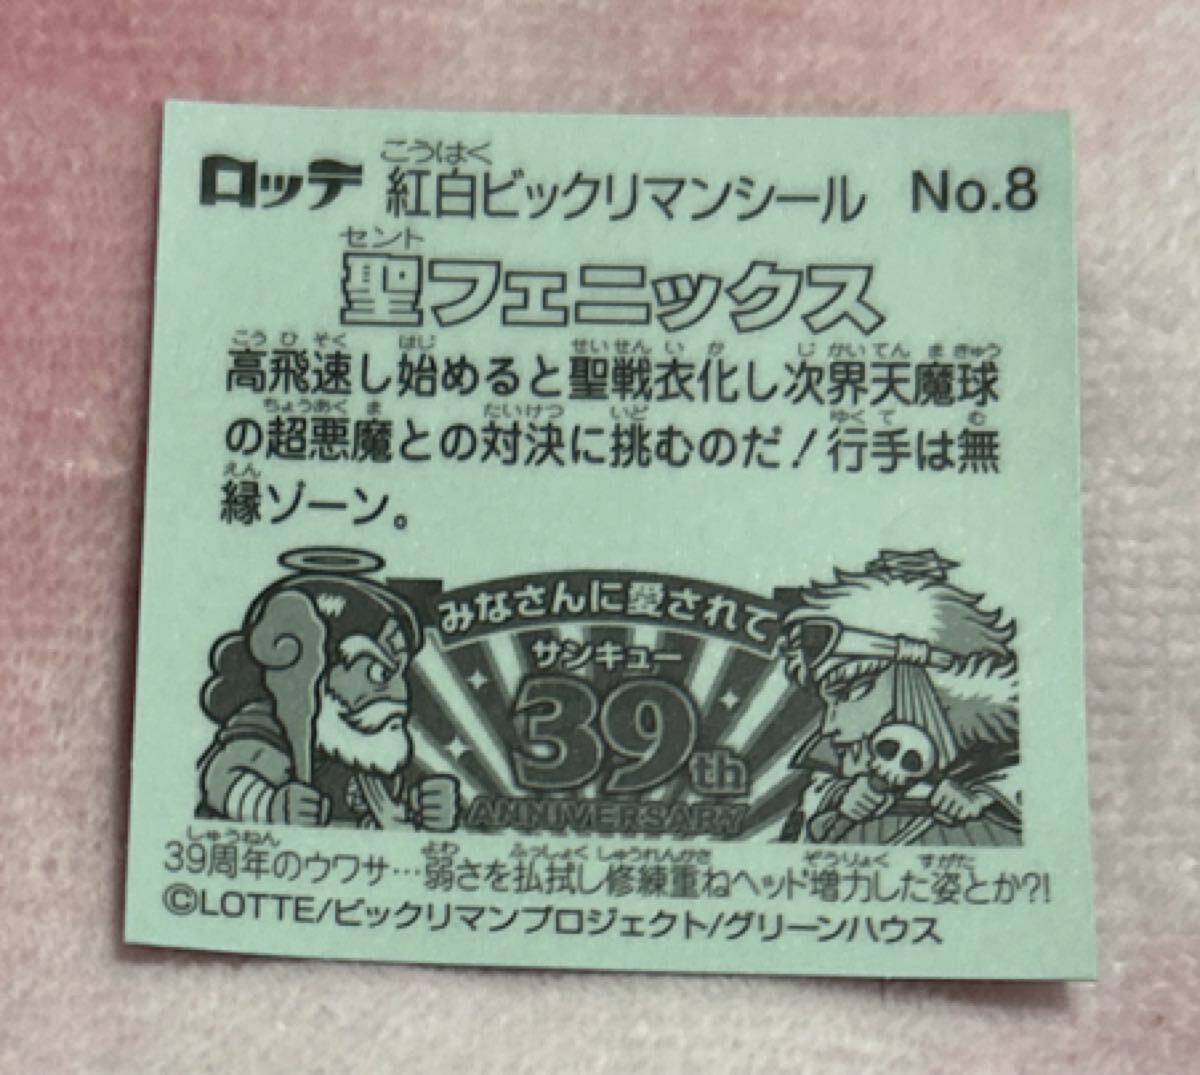 こうはく
ロッテ 紅白ビックリマンシール No.8
セント
聖フェニックス
こうひそく はじ せいせんいか じかいてんまきゅう
高飛速し始めると聖戦衣化し次界天魔球
ちょうあくま たいけつ いど ゆくて む
の超悪魔との対決に挑むのだ！行手は無
えん
縁ゾーン。
みなさんに愛されて
サンキュー
39th
ANNIVERSARY
しゅうねん よわ ふっしょく しゅうれんかさ ぞうりょく すがた
39周年のウワサ…弱さを払拭し修練重ねヘッド増力した姿とか?!
©LOTTE/ビックリマンプロジェクト/グリーンハウス